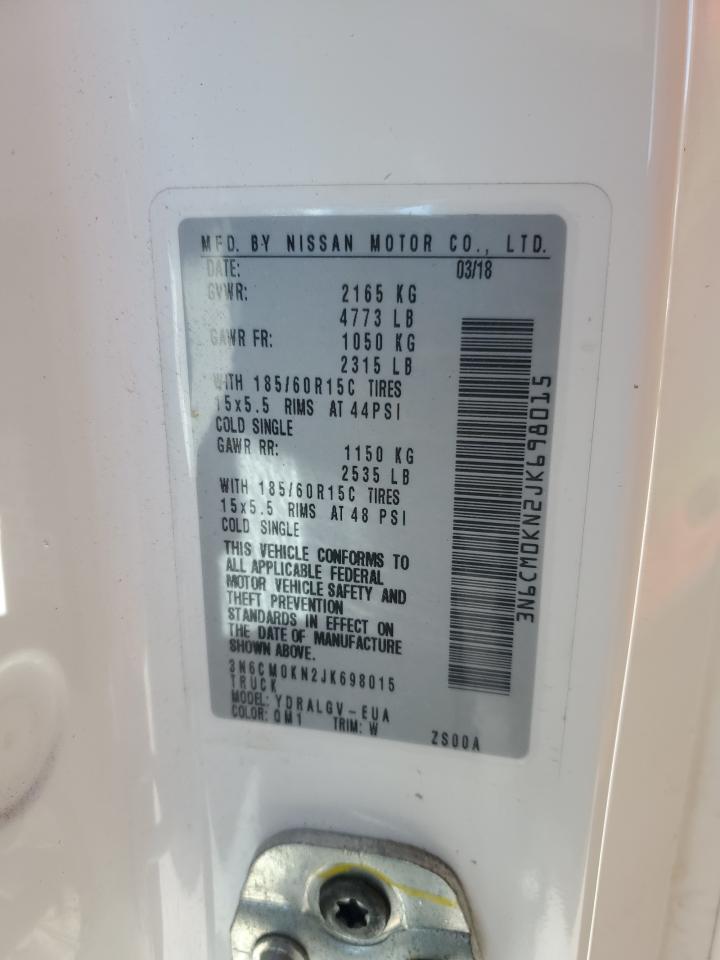 MFD. BY NISSAN MOTOR CO., LTD.
DATE: 03/18
GVWR: 2165 KG
4773 LB
GAWR FR: 1050 KG
2315 LB
WITH 185/60R15C TIRES
15x5.5 RIMS AT 44PSI
COLD SINGLE
GAWR RR: 1150 KG
2535 LB
WITH 185/60R15C TIRES
15x5.5 RIMS AT 48 PSI
COLD SINGLE
THIS VEHICLE CONFORMS TO
ALL APPLICABLE FEDERAL
MOTOR VEHICLE SAFETY AND
THEFT PREVENTION
STANDARDS IN EFFECT ON
THE DATE OF MANUFACTURE
SHOWN ABOVE.
3N6CM0KN2JK698015
TRUCK
MODEL: YDRALGV-EUA
COLOR: QM1 TRIM: W ZS00A
3N6CM0KN2JK698015